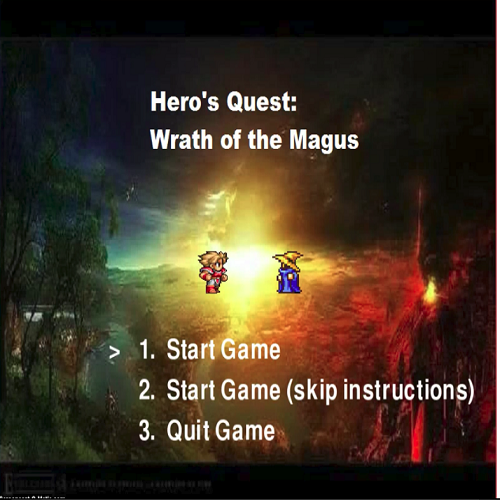 Hero's Quest:
Wrath of the Magus
> 1. Start Game
2. Start Game (skip instructions)
3. Quit Game